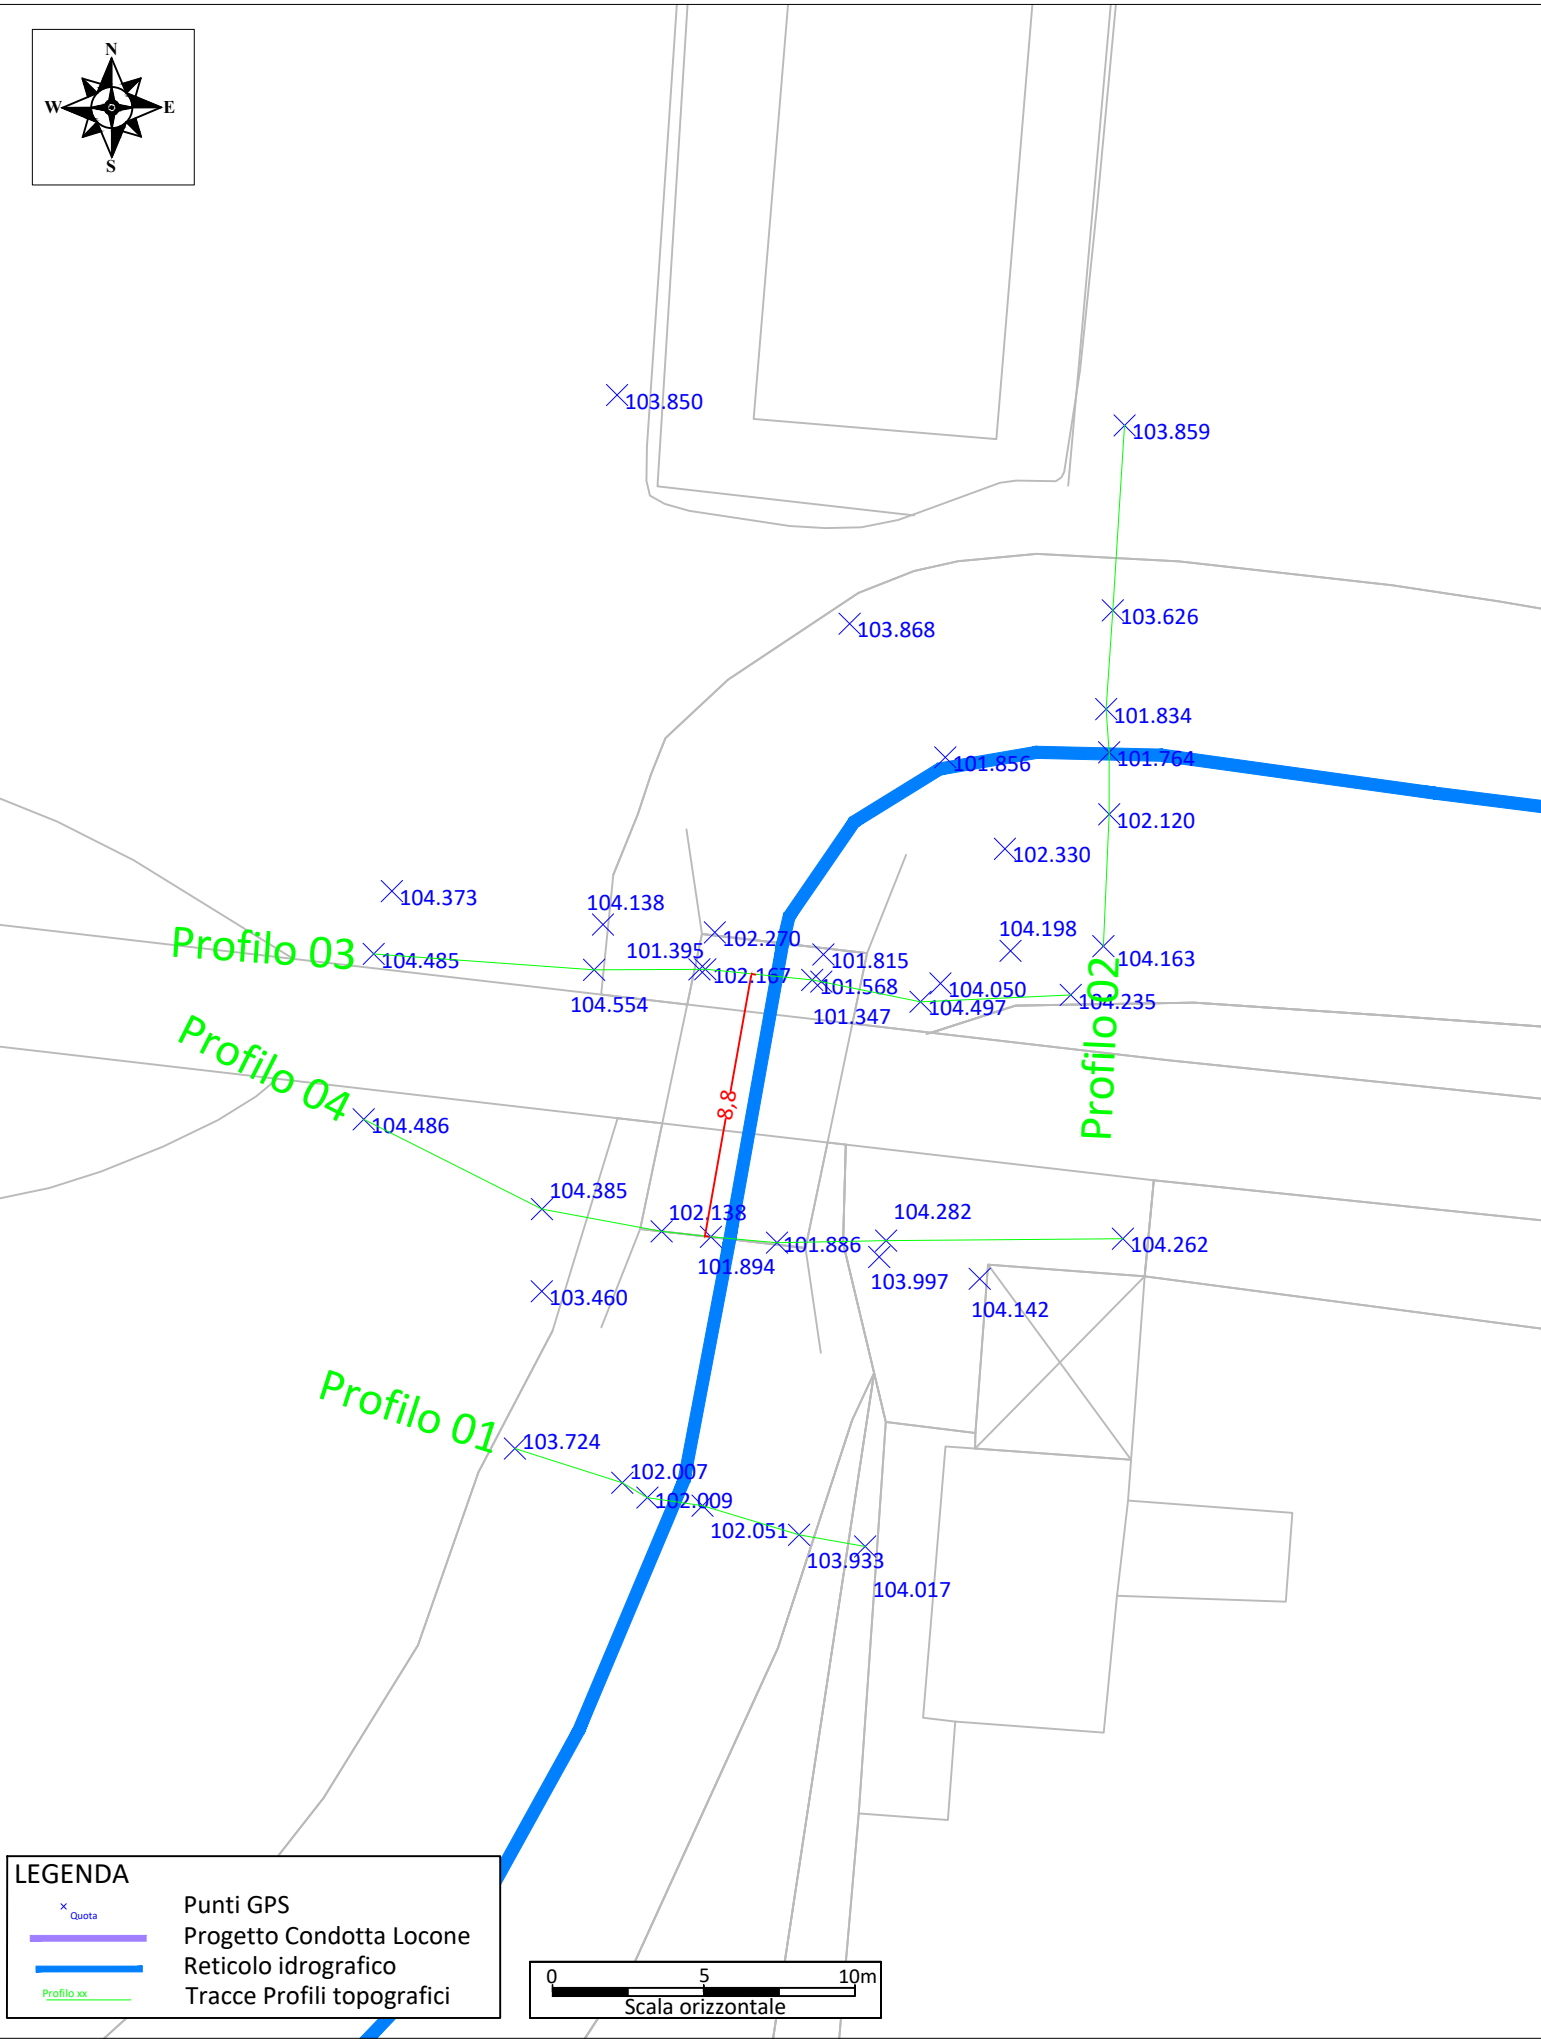 N
W E
S
103.850
103.859
103.868
103.626
101.834
101.856
101.764
102.120
102.330
104.373
104.138
104.198
Profilo 03
104.485
101.395
102.270
102.167
101.815
101.568
104.163
104.554
101.347
104.050
104.497
104.235
Profilo 02
Profilo 04
8,8
104.486
104.385
102.138
104.282
101.886
104.262
101.894
103.997
103.460
104.142
Profilo 01
103.724
102.007
102.009
102.051
103.933
104.017
LEGENDA
Quota Punti GPS
Progetto Condotta Locone
Reticolo idrografico
Profilo xx Tracce Profili topografici
0 5 10m
Scala orizzontale